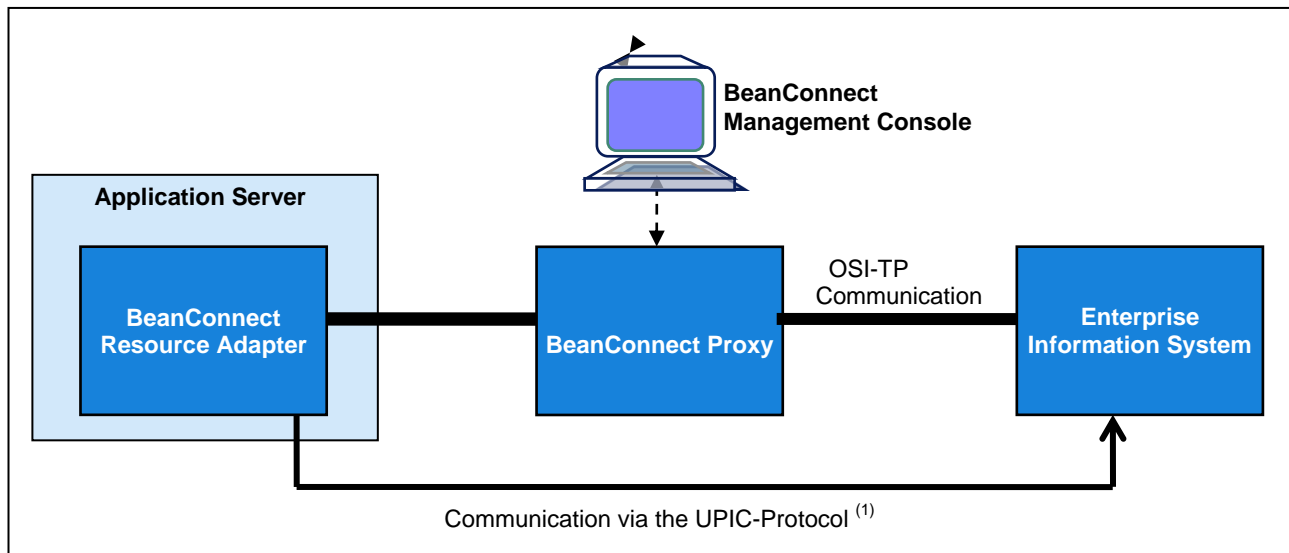 BeanConnect
Management Console
Application Server
BeanConnect
Resource Adapter
BeanConnect Proxy
OSI-TP
Communication
Enterprise
Information System
Communication via the UPIC-Protocol (1)